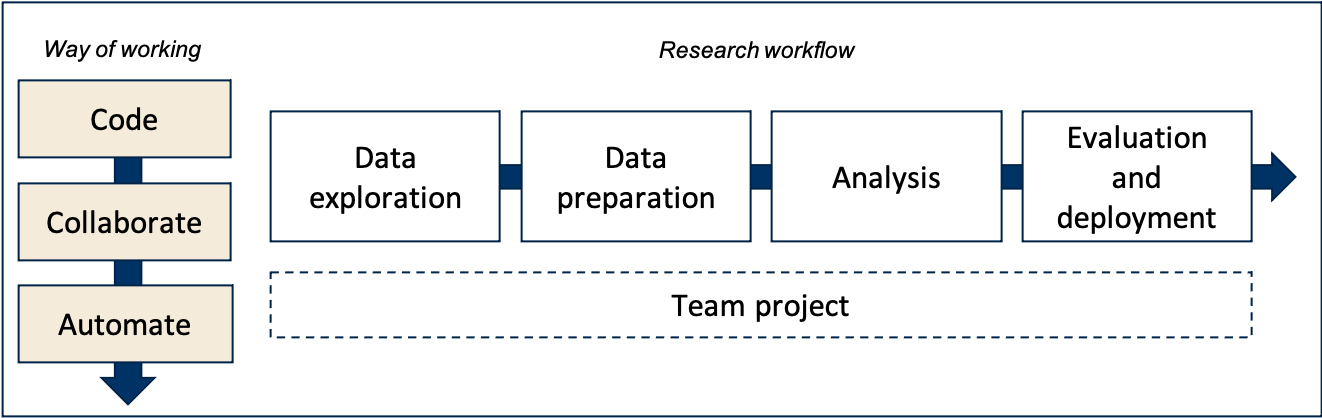 Way of working
Research workflow
Code
Collaborate
Automate
Data
exploration
Data
preparation
Analysis
Evaluation
and
deployment
Team project